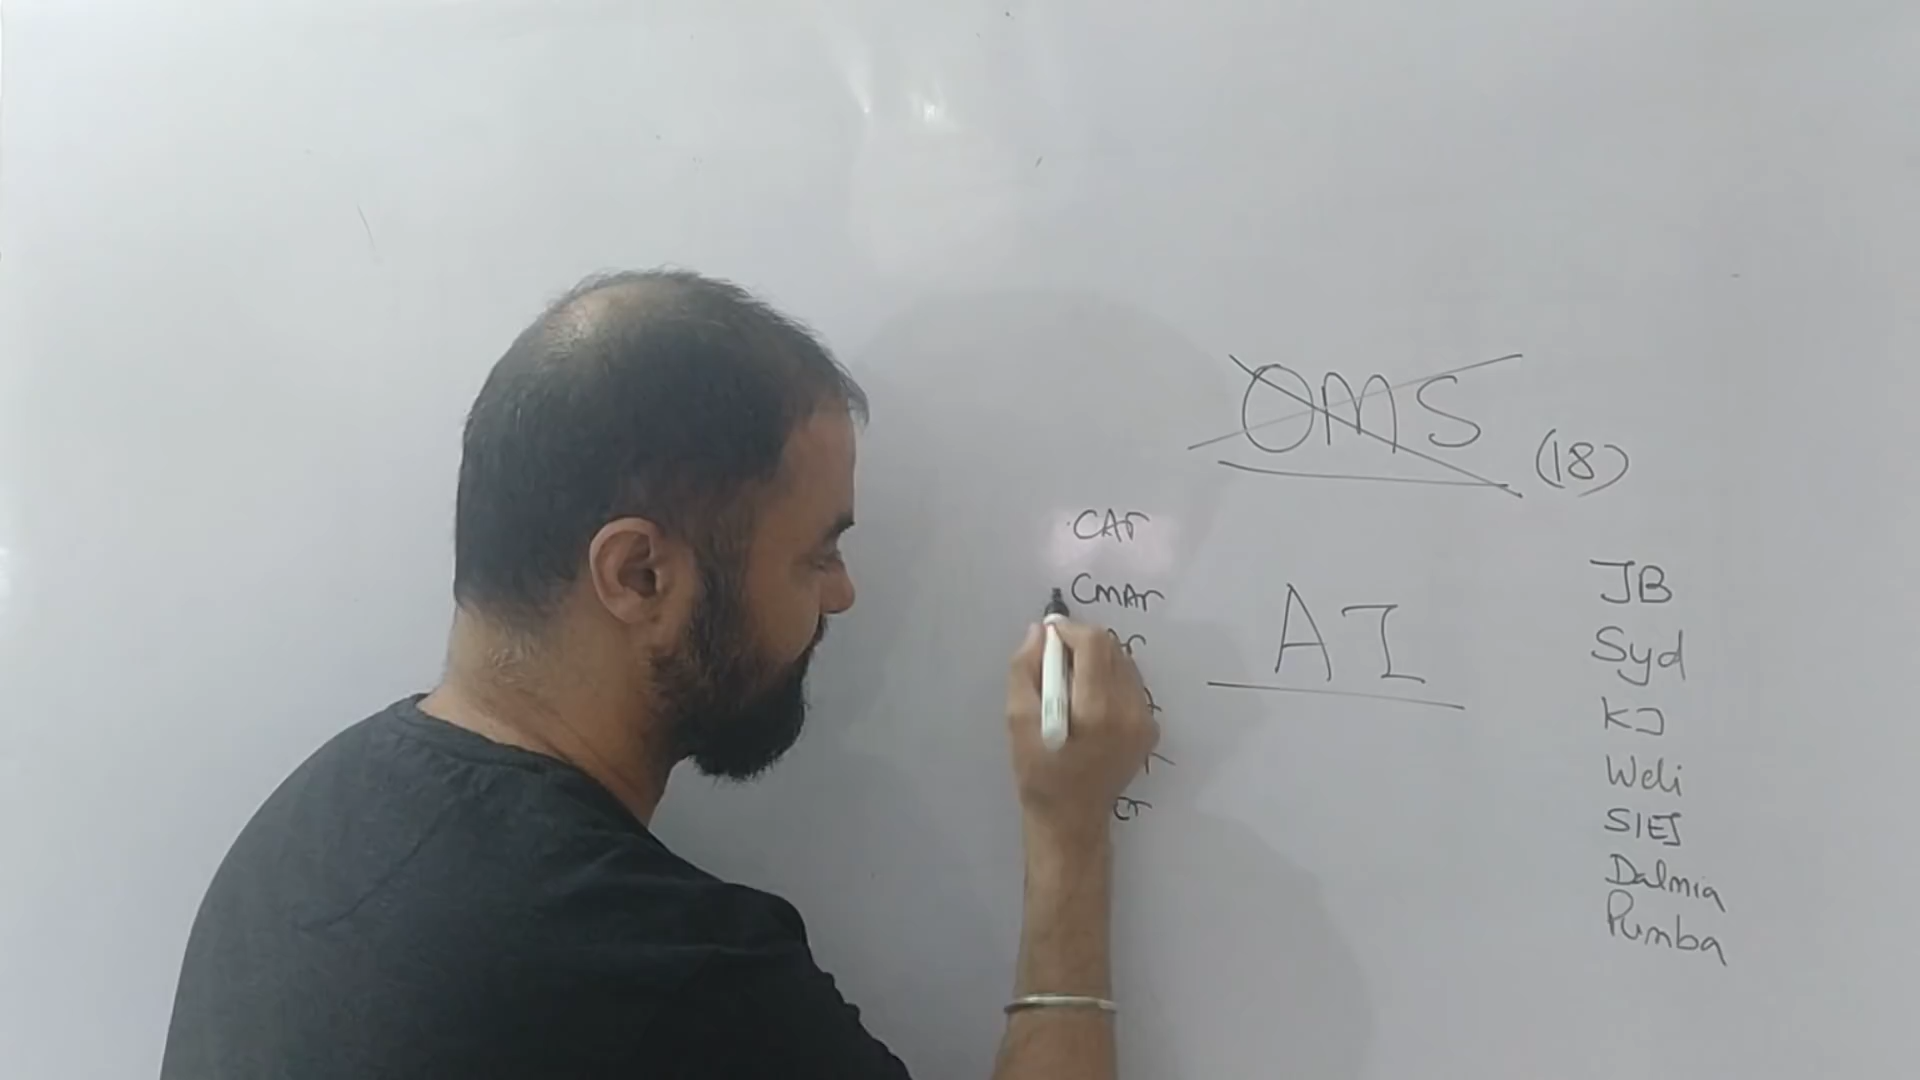 OMS (18)
CAT
CMAT
AI
JB
Syd
KJ
Weli
SIES
Dalmia
Pumba